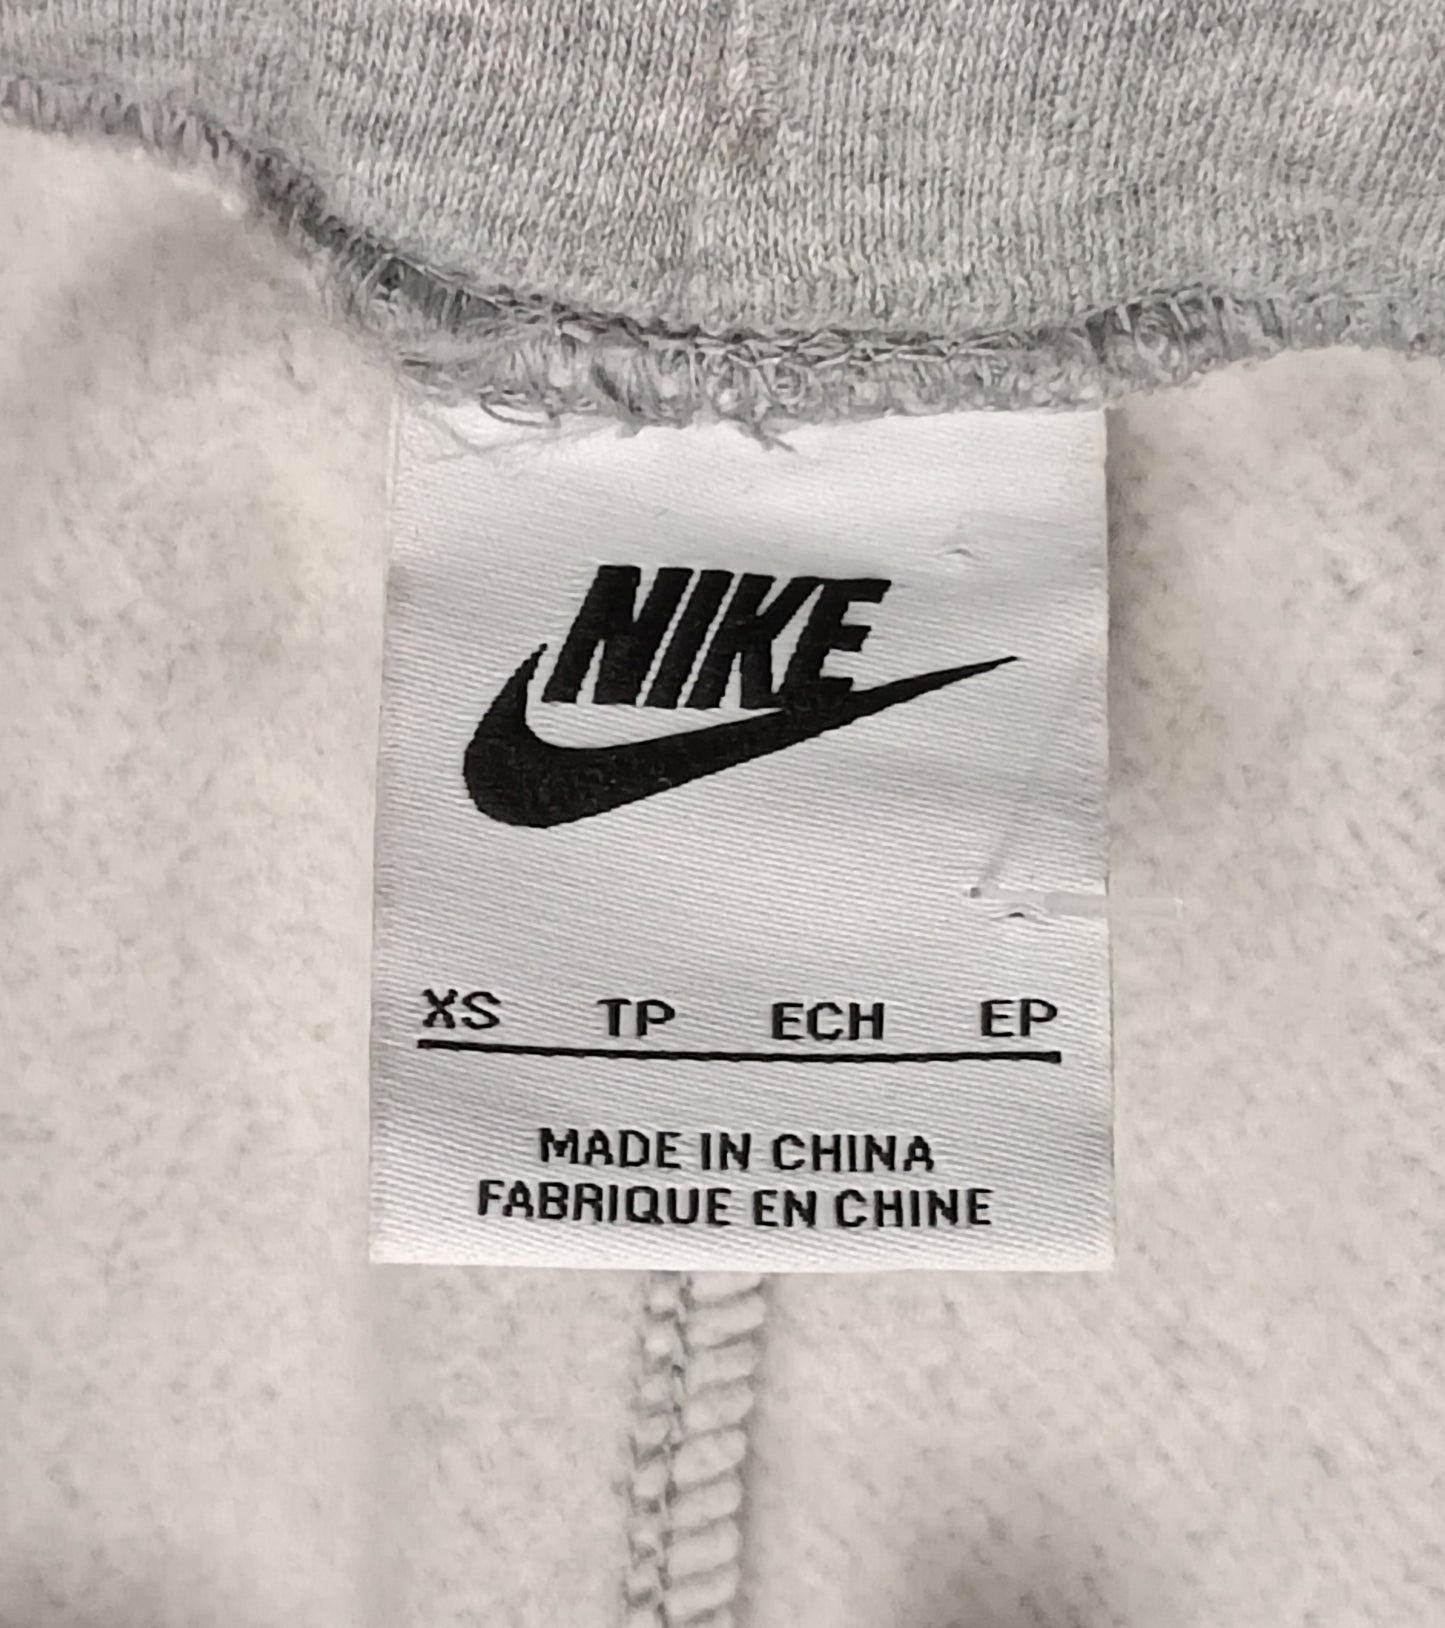 NIKE
XS TP ECH EP
MADE IN CHINA
FABRIQUE EN CHINE